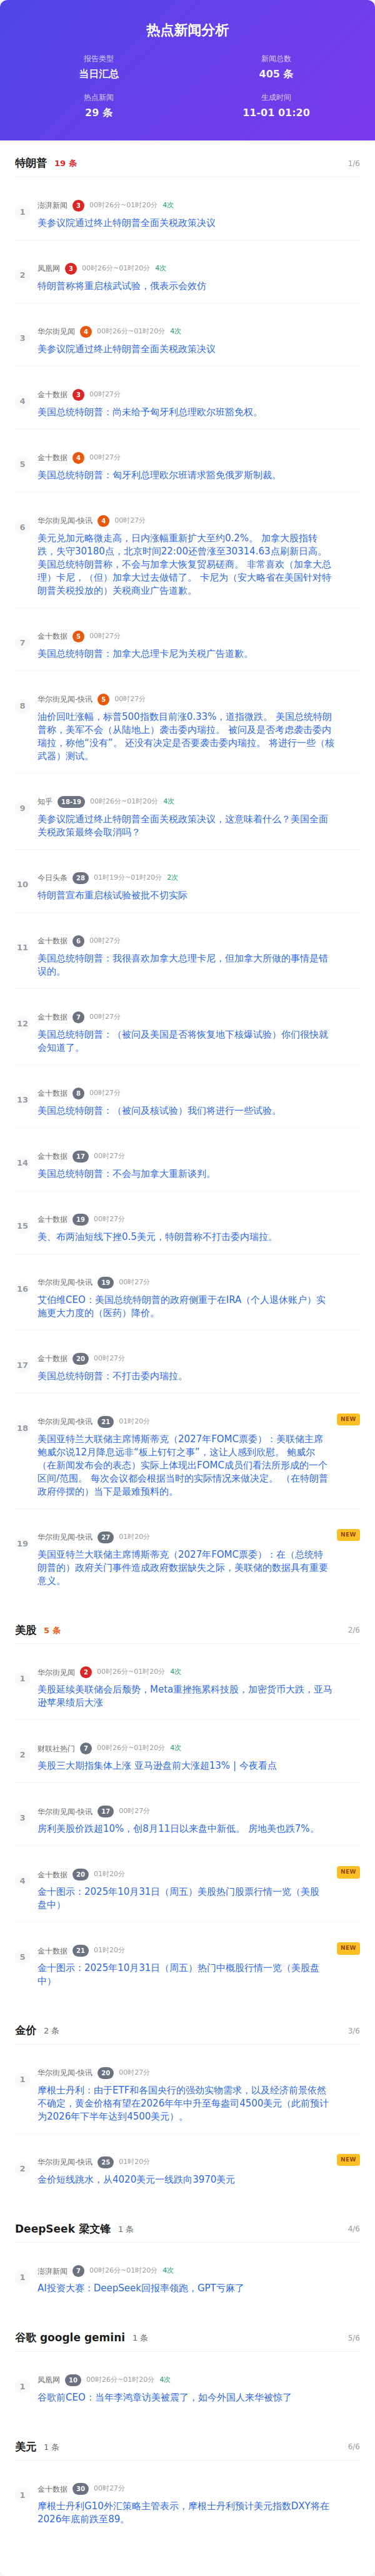 热点新闻分析
报告类型
当日汇总
新闻总数
405 条
热点新闻
29 条
生成时间
11-01 01:20
特朗普 19 条 1/6
1
澎湃新闻 3 00时26分~01时20分 4次
美参议院通过终止特朗普全面关税政策决议
2
凤凰网 3 00时26分~01时20分 4次
特朗普称将重启核武试验，俄表示会效仿
3
华尔街见闻 4 00时26分~01时20分 4次
美参议院通过终止特朗普全面关税政策决议
4
金十数据 3 00时27分
美国总统特朗普：尚未给予匈牙利总理欧尔班豁免权。
5
金十数据 4 00时27分
美国总统特朗普：匈牙利总理欧尔班请求豁免俄罗斯制裁。
6
华尔街见闻-快讯 4 00时27分
美元兑加元略微走高，日内涨幅重新扩大至约0.2%。 加拿大股指转
跌，失守30180点，北京时间22:00还曾涨至30314.63点刷新日高。
美国总统特朗普称，不会与加拿大恢复贸易磋商。 非常喜欢（加拿大总
理）卡尼，（但）加拿大过去做错了。 卡尼为（安大略省在美国针对特
朗普关税投放的）关税商业广告道歉。
7
金十数据 5 00时27分
美国总统特朗普：加拿大总理卡尼为关税广告道歉。
8
华尔街见闻-快讯 5 00时27分
油价回吐涨幅，标普500指数目前涨0.33%，道指微跌。 美国总统特朗
普称，美军不会（从陆地上）袭击委内瑞拉。 被问及是否考虑袭击委内
瑞拉，称他“没有”。 还没有决定是否要袭击委内瑞拉。 将进行一些（核
武器）测试。
9
知乎 18-19 00时26分~01时20分 4次
美参议院通过终止特朗普全面关税政策决议，这意味着什么？美国全面
关税政策最终会取消吗？
10
今日头条 28 01时19分~01时20分 2次
特朗普宣布重启核试验被批不切实际
11
金十数据 6 00时27分
美国总统特朗普：我很喜欢加拿大总理卡尼，但加拿大所做的事情是错
误的。
12
金十数据 7 00时27分
美国总统特朗普：（被问及美国是否将恢复地下核爆试验）你们很快就
会知道了。
13
金十数据 8 00时27分
美国总统特朗普：（被问及核试验）我们将进行一些试验。
14
金十数据 17 00时27分
美国总统特朗普：不会与加拿大重新谈判。
15
金十数据 19 00时27分
美、布两油短线下挫0.5美元，特朗普称不打击委内瑞拉。
16
华尔街见闻-快讯 19 00时27分
艾伯维CEO：美国总统特朗普的政府侧重于在IRA（个人退休账户）实
施更大力度的（医药）降价。
17
金十数据 20 00时27分
美国总统特朗普：不打击委内瑞拉。
18
华尔街见闻-快讯 21 01时20分 NEW
美国亚特兰大联储主席博斯蒂克（2027年FOMC票委）：美联储主席
鲍威尔说12月降息远非“板上钉钉之事”，这让人感到欣慰。 鲍威尔
（在新闻发布会的表态）实际上体现出FOMC成员们看法所形成的一个
区间/范围。 每次会议都会根据当时的实际情况来做决定。 （在特朗普
政府停摆的）当下是最难预料的。
19
华尔街见闻-快讯 27 01时20分 NEW
美国亚特兰大联储主席博斯蒂克（2027年FOMC票委）：在（总统特
朗普的）政府关门事件造成政府数据缺失之际，美联储的数据具有重要
意义。
美股 5 条 2/6
1
华尔街见闻 2 00时26分~01时20分 4次
美股延续美联储会后颓势，Meta重挫拖累科技股，加密货币大跌，亚马
逊苹果绩后大涨
2
财联社热门 7 00时26分~01时20分 4次
美股三大期指集体上涨 亚马逊盘前大涨超13% | 今夜看点
3
华尔街见闻-快讯 17 00时27分
房利美股价跌超10%，创8月11日以来盘中新低。 房地美也跌7%。
4
金十数据 20 01时20分 NEW
金十图示：2025年10月31日（周五）美股热门股票行情一览（美股
盘中）
5
金十数据 21 01时20分 NEW
金十图示：2025年10月31日（周五）热门中概股行情一览（美股盘
中）
金价 2 条 3/6
1
华尔街见闻-快讯 20 00时27分
摩根士丹利：由于ETF和各国央行的强劲实物需求，以及经济前景依然
不确定，黄金价格有望在2026年年中升至每盎司4500美元（此前预计
为2026年下半年达到4500美元）。
2
华尔街见闻-快讯 25 01时20分 NEW
金价短线跳水，从4020美元一线跌向3970美元
DeepSeek 梁文锋 1 条 4/6
1
澎湃新闻 7 00时26分~01时20分 4次
AI投资大赛：DeepSeek回报率领跑，GPT亏麻了
谷歌 google gemini 1 条 5/6
1
凤凰网 10 00时26分~01时20分 4次
谷歌前CEO：当年李鸿章访美被震了，如今外国人来华被惊了
美元 1 条 6/6
1
金十数据 30 00时27分
摩根士丹利G10外汇策略主管表示，摩根士丹利预计美元指数DXY将在
2026年底前跌至89。